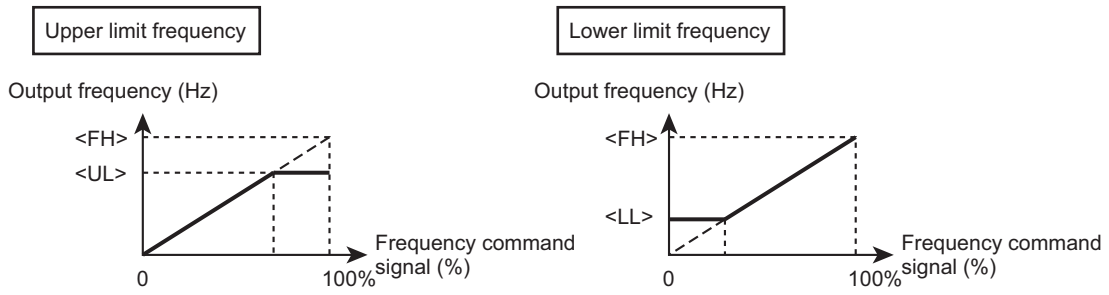 Upper limit frequency
Output frequency (Hz)
<FH>
<UL>
Frequency command
signal (%)
0
100%
Lower limit frequency
Output frequency (Hz)
<FH>
<LL>
Frequency command
signal (%)
0
100%